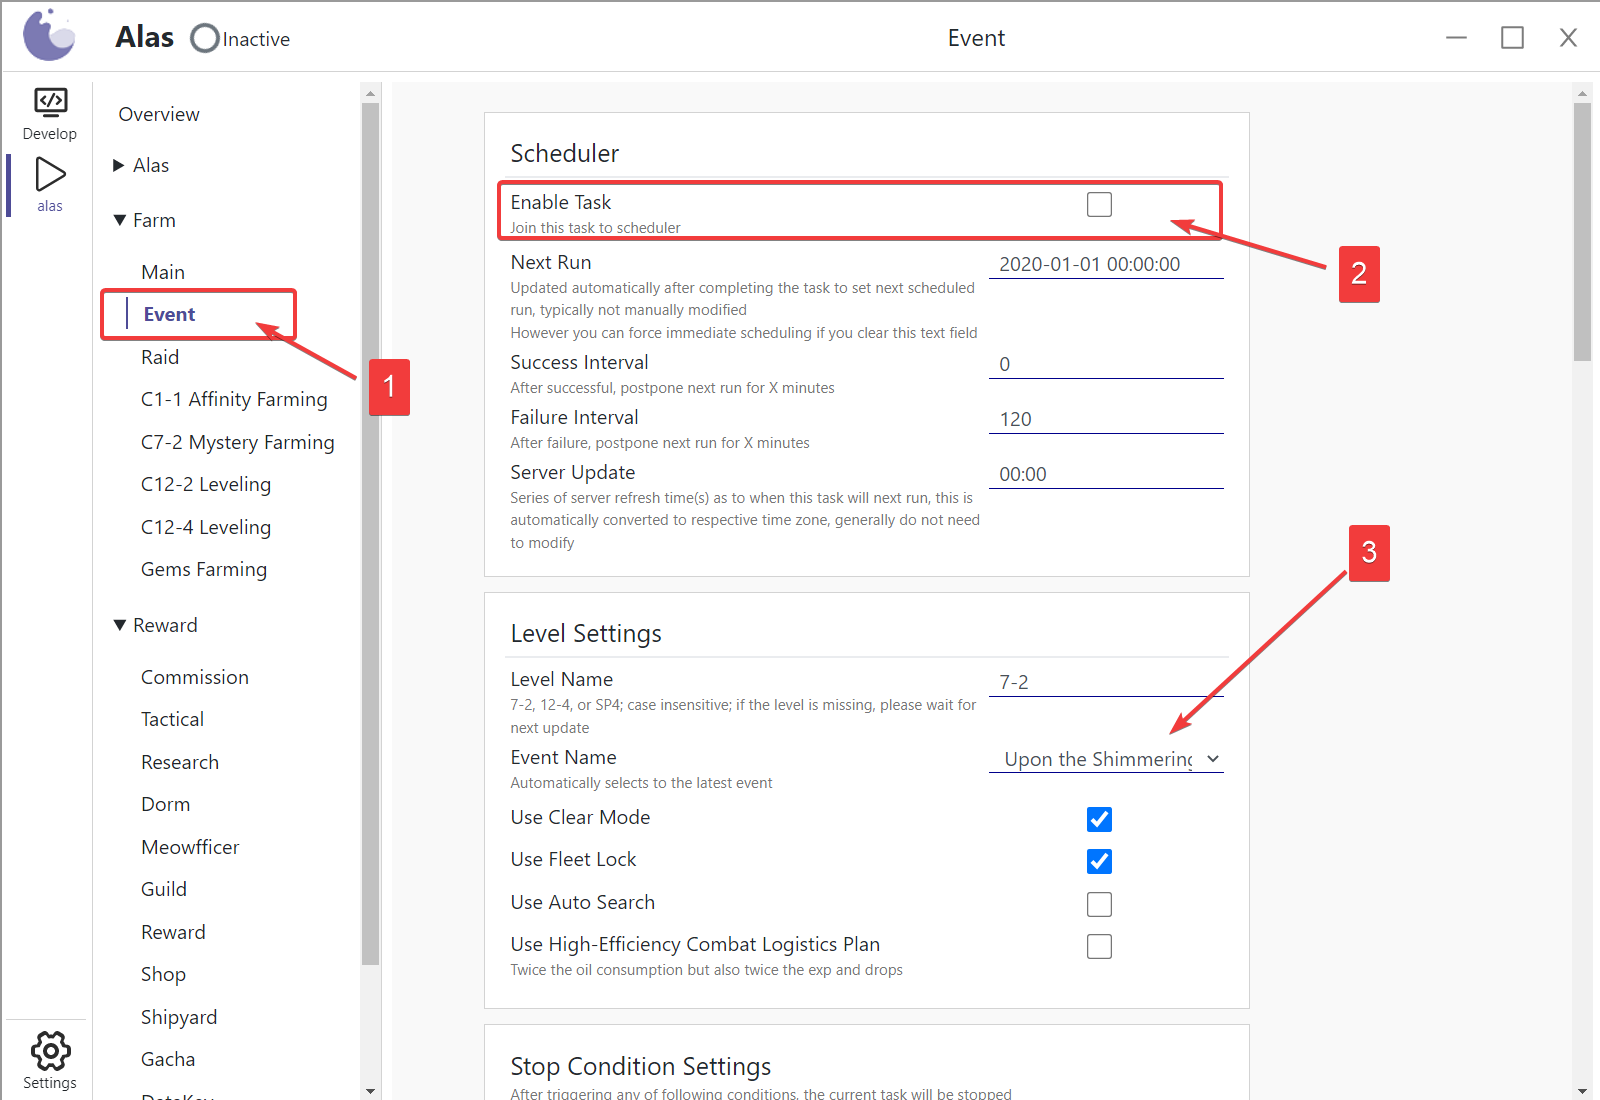 Alas Inactive
Event
Develop
alas
Settings
Overview
Alas
Farm
Main
Event
Raid
C1-1 Affinity Farming
C7-2 Mystery Farming
C12-2 Leveling
C12-4 Leveling
Gems Farming
Reward
Commission
Tactical
Research
Dorm
Meowfficer
Guild
Reward
Shop
Shipyard
Gacha
DataKey
1
Scheduler
Enable Task
Join this task to scheduler
2
Next Run
2020-01-01 00:00:00
Updated automatically after completing the task to set next scheduled
run, typically not manually modified
However you can force immediate scheduling if you clear this text field
Success Interval
0
After successful, postpone next run for X minutes
Failure Interval
120
After failure, postpone next run for X minutes
Server Update
00:00
Series of server refresh time(s) as to when this task will next run, this is
automatically converted to respective time zone, generally do not need
to modify
3
Level Settings
Level Name
7-2
7-2, 12-4, or SP4; case insensitive; if the level is missing, please wait for
next update
Event Name
Upon the Shimmering
Automatically selects to the latest event
Use Clear Mode
Use Fleet Lock
Use Auto Search
Use High-Efficiency Combat Logistics Plan
Twice the oil consumption but also twice the exp and drops
Stop Condition Settings
After triggering any of following conditions, the current task will be stopped